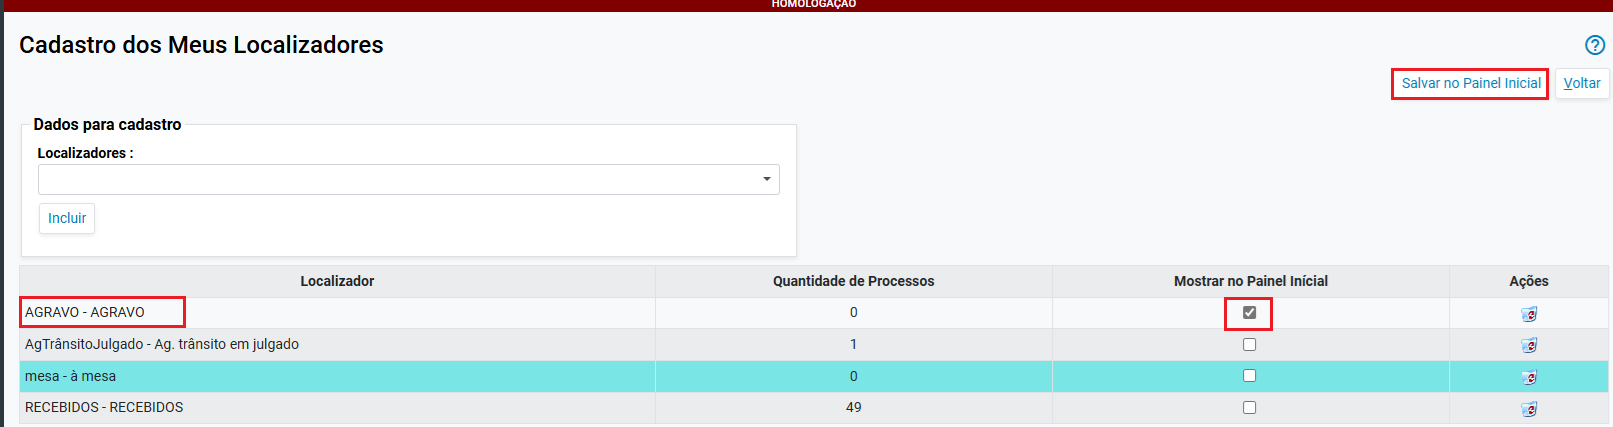 HOMOLOGAÇÃO
Cadastro dos Meus Localizadores
Salvar no Painel Inicial Voltar
Dados para cadastro
Localizadores :
Incluir
Localizador Quantidade de Processos Mostrar no Painel Inícial Ações
AGRAVO - AGRAVO 0
AgTrânsitoJulgado - Ag. trânsito em julgado 1
mesa - à mesa 0
RECEBIDOS - RECEBIDOS 49